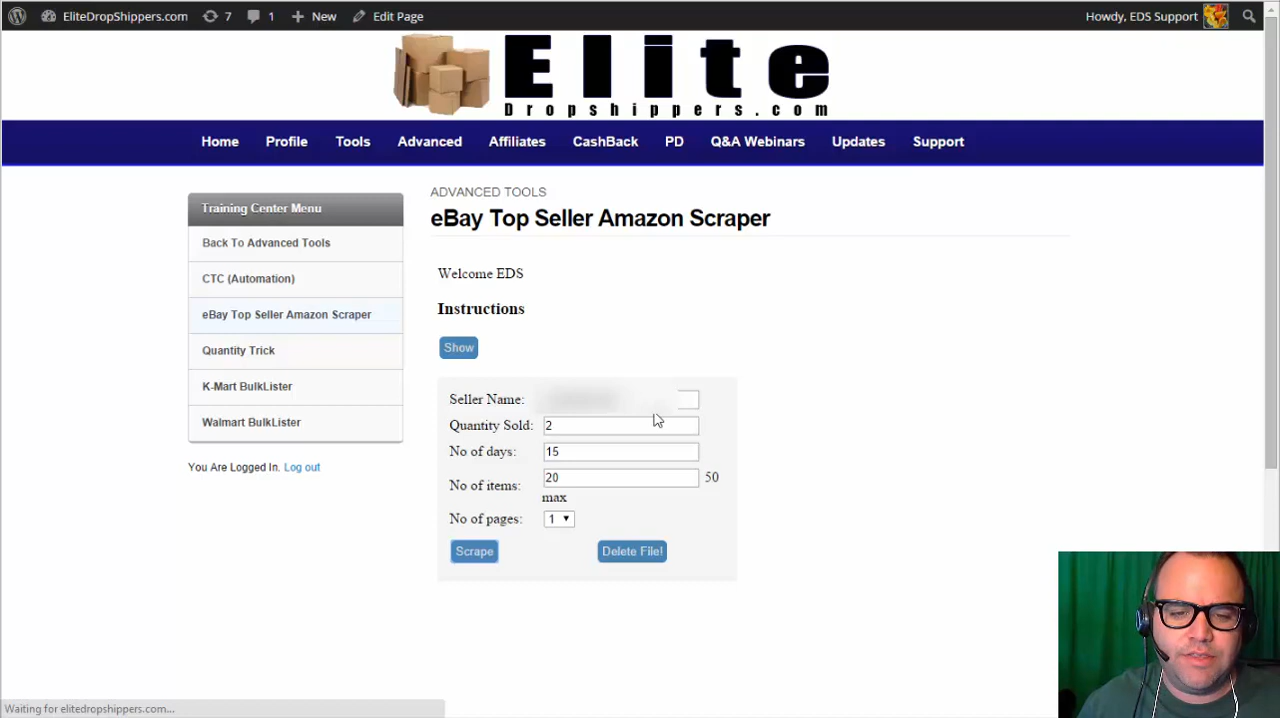 EliteDropShippers.com 7 1 New Edit Page Howdy, EDS Support
Elite
Dropshippers.com
Home Profile Tools Advanced Affiliates CashBack PD Q&A Webinars Updates Support
Training Center Menu
Back To Advanced Tools
CTC (Automation)
eBay Top Seller Amazon Scraper
Quantity Trick
K-Mart BulkLister
Walmart BulkLister
You Are Logged In. Log out
ADVANCED TOOLS
eBay Top Seller Amazon Scraper
Welcome EDS
Instructions
Show
Seller Name:
Quantity Sold: 2
No of days: 15
No of items: 20 50
max
No of pages: 1
Scrape Delete File!
Waiting for elitedropshippers.com...